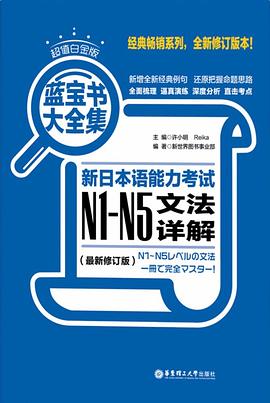 超值白金版
蓝宝书
大全集
经典畅销系列，全新修订版本！
新增全新经典例句 还原把握命题思路
全面梳理 逼真演练 深度分析 直击考点
主 编◎许小明 Reika
编 著◎新世界图书事业部
新日本语能力考试
N1-N5文法
详解
（最新修订版）
N1~N5レベルの文法
一冊で完全マスター！
华东理工大学出版社